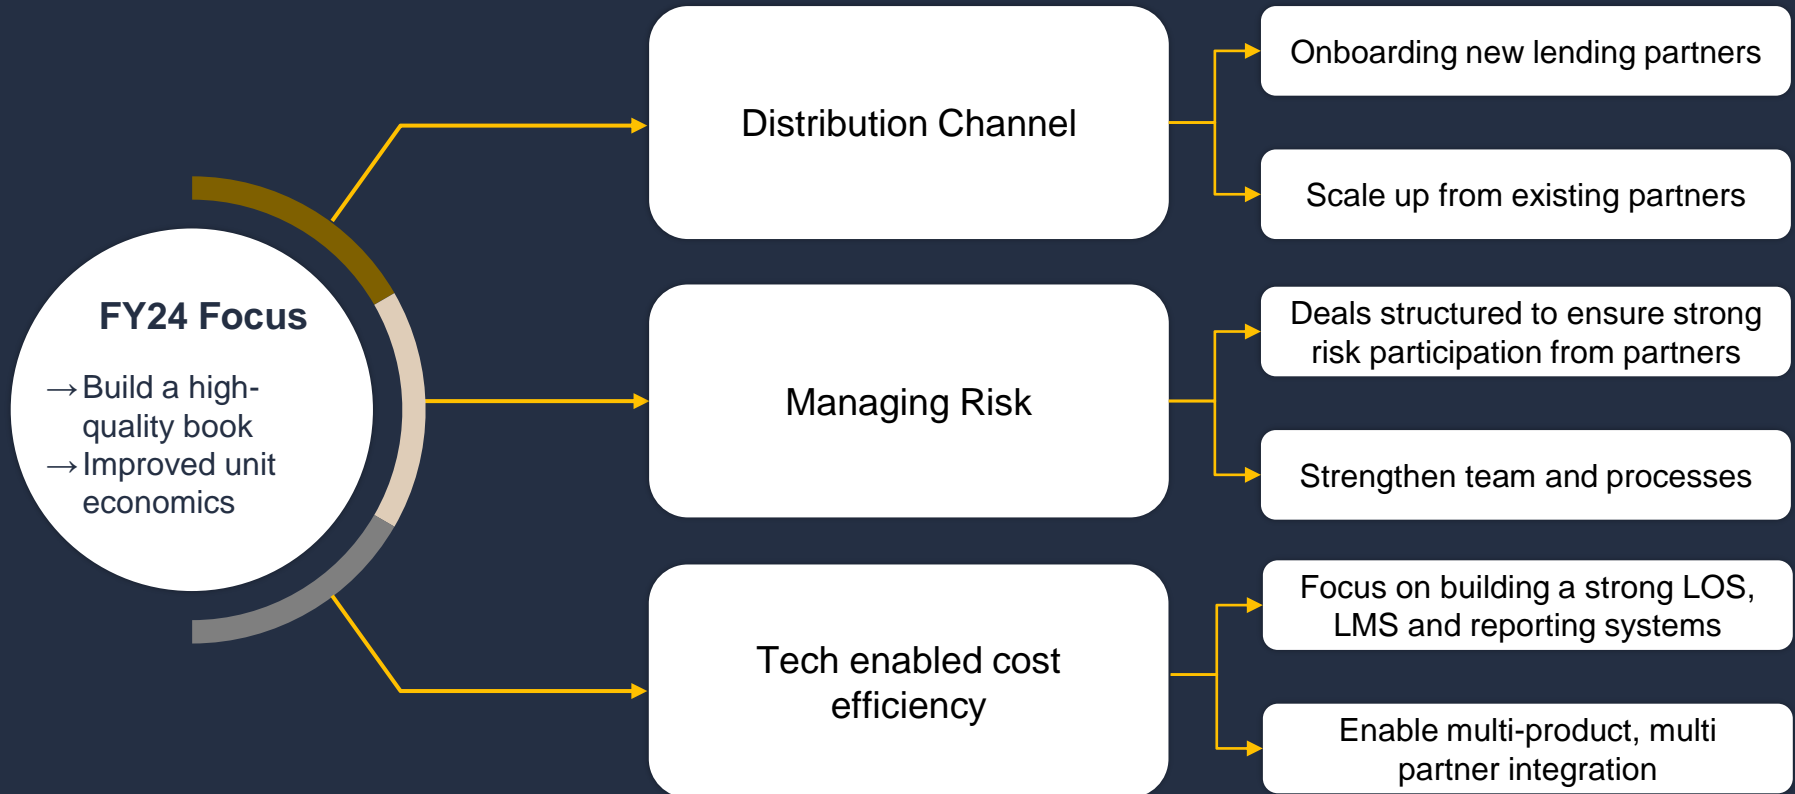 FY24 Focus
→ Build a high-
quality book
→ Improved unit
economics
Distribution Channel
Onboarding new lending partners
Scale up from existing partners
Managing Risk
Deals structured to ensure strong
risk participation from partners
Strengthen team and processes
Tech enabled cost
efficiency
Focus on building a strong LOS,
LMS and reporting systems
Enable multi-product, multi
partner integration